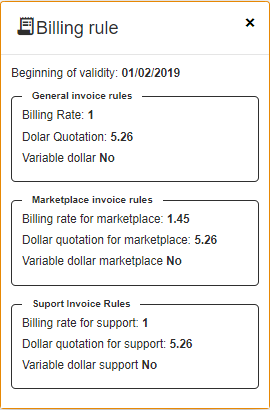 Billing rule
×
Beginning of validity: 01/02/2019
General invoice rules
Billing Rate: 1
Dolar Quotation: 5.26
Variable dollar No
Marketplace invoice rules
Billing rate for marketplace: 1.45
Dollar quotation for marketplace: 5.26
Variable dollar marketplace No
Suport Invoice Rules
Billing rate for support: 1
Dollar quotation for support: 5.26
Variable dollar support No